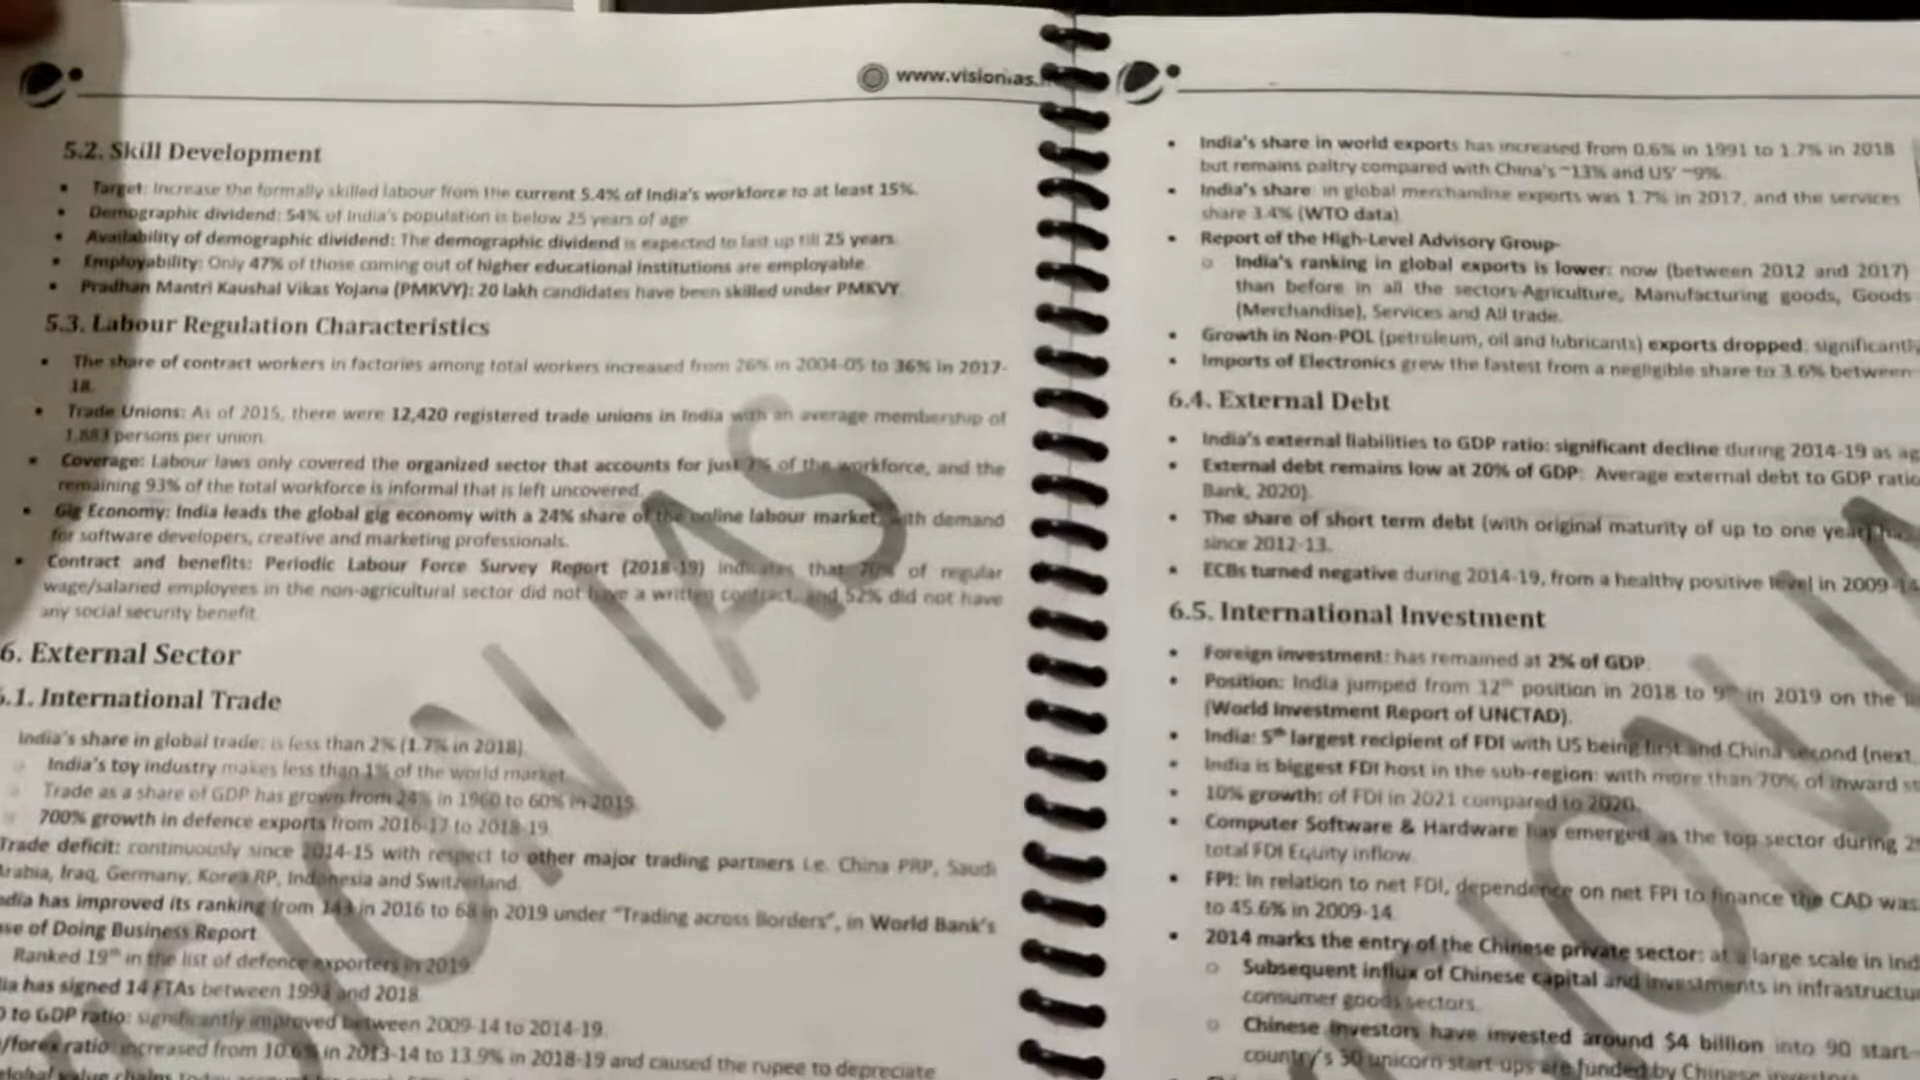 www.visionias.
5.2. Skill Development
• Target: Increase the formally skilled labour from the current 5.4% of India's workforce to at least 15%.
• Demographic dividend: 54% of India's population is below 25 years of age.
• Availability of demographic dividend: The demographic dividend is expected to last up till 25 years.
• Employability: Only 47% of those coming out of higher educational institutions are employable.
• Pradhan Mantri Kaushal Vikas Yojana (PMKVY): 20 lakh candidates have been skilled under PMKVY.
5.3. Labour Regulation Characteristics
• The share of contract workers in factories among total workers increased from 26% in 2004-05 to 36% in 2017-
18.
• Trade Unions: As of 2015, there were 12,420 registered trade unions in India with an average membership of
1,883 persons per union.
• Coverage: Labour laws only covered the organized sector that accounts for just 7% of the workforce, and the
remaining 93% of the total workforce is informal that is left uncovered.
• Gig Economy: India leads the global gig economy with a 24% share of the online labour market, with demand
for software developers, creative and marketing professionals.
• Contract and benefits: Periodic Labour Force Survey Report (2018-19) indicates that 70% of regular
wage/salaried employees in the non-agricultural sector did not have a written contract, and 52% did not have
any social security benefit.
6. External Sector
6.1. International Trade
India's share in global trade: is less than 2% (1.7% in 2018)
o India's toy industry makes less than 1% of the world market
o Trade as a share of GDP has grown from 24% in 1960 to 60% in 2015
o 700% growth in defence exports from 2016-17 to 2018-19.
Trade deficit: continuously since 2014-15 with respect to other major trading partners i.e. China PRP, Saudi
Arabia, Iraq, Germany, Korea RP, Indonesia and Switzerland.
ndia has improved its ranking from 143 in 2016 to 68 in 2019 under "Trading across Borders", in World Bank's
se of Doing Business Report
Ranked 19th in the list of defence exporters in 2019.
ia has signed 14 FTAs between 1993 and 2018.
to GDP ratio: significantly improved between 2009-14 to 2014-19.
/forex ratio: increased from 10.6% in 2013-14 to 13.9% in 2018-19 and caused the rupee to depreciate
global value chains today
• India's share in world exports has increased from 0.6% in 1991 to 1.7% in 2018
but remains paltry compared with China's ~13% and US' ~9%.
• India's share: in global merchandise exports was 1.7% in 2017, and the services
share 3.4% (WTO data).
• Report of the High-Level Advisory Group-
o India's ranking in global exports is lower: now (between 2012 and 2017)
than before in all the sectors-Agriculture, Manufacturing goods, Goods
(Merchandise), Services and All trade.
• Growth in Non-POL (petroleum, oil and lubricants) exports dropped: significantly
• Imports of Electronics grew the fastest from a negligible share to 3.6% between
6.4. External Debt
• India's external liabilities to GDP ratio: significant decline during 2014-19 as ag
• External debt remains low at 20% of GDP: Average external debt to GDP ratio
Bank, 2020).
• The share of short term debt (with original maturity of up to one year) has
since 2012-13.
• ECBs turned negative during 2014-19, from a healthy positive level in 2009-14
6.5. International Investment
• Foreign investment: has remained at 2% of GDP.
• Position: India jumped from 12th position in 2018 to 9th in 2019 on the
(World Investment Report of UNCTAD).
• India: 5th largest recipient of FDI with US being first and China second (next
• India is biggest FDI host in the sub-region: with more than 70% of inward st
• 10% growth: of FDI in 2021 compared to 2020.
• Computer Software & Hardware has emerged as the top sector during 2
total FDI Equity inflow.
• FPI: In relation to net FDI, dependence on net FPI to finance the CAD was
to 45.6% in 2009-14.
• 2014 marks the entry of the Chinese private sector: at a large scale in Ind
o Subsequent influx of Chinese capital and investments in infrastructu
consumer goods sectors.
o Chinese Investors have invested around $4 billion into 90 start-
country's 30 unicorn start-ups are funded by Chinese investors
VISION IAS
VISION IA